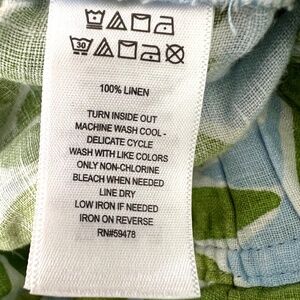 30
100% LINEN
TURN INSIDE OUT
MACHINE WASH COOL -
DELICATE CYCLE
WASH WITH LIKE COLORS
ONLY NON-CHLORINE
BLEACH WHEN NEEDED
LINE DRY
LOW IRON IF NEEDED
IRON ON REVERSE
RN#59478